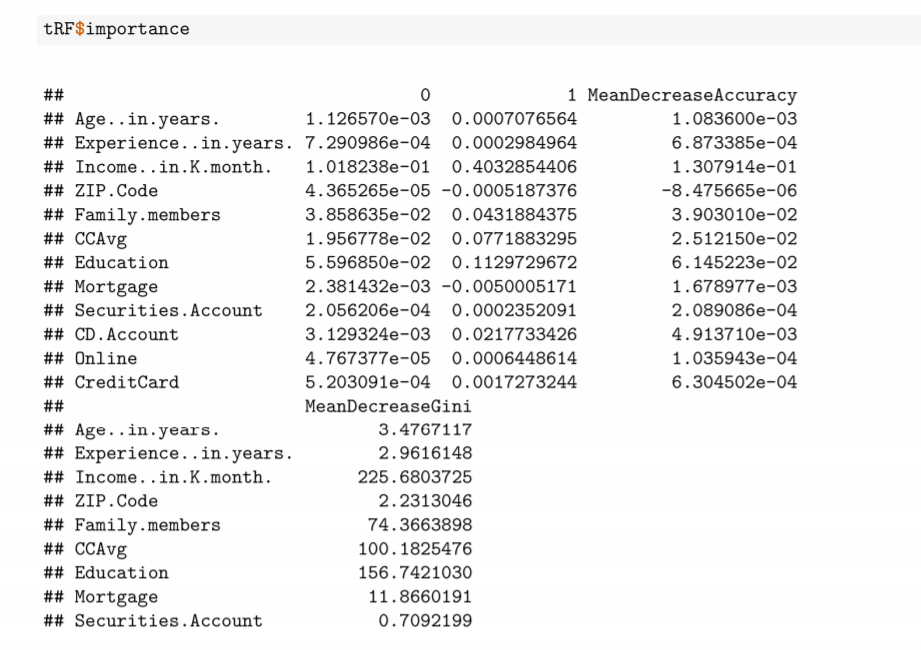 tRF$importance
## 0 1 MeanDecreaseAccuracy
## Age..in.years. 1.126570e-03 0.0007076564 1.083600e-03
## Experience..in.years. 7.290986e-04 0.0002984964 6.873385e-04
## Income..in.K.month. 1.018238e-01 0.4032854406 1.307914e-01
## ZIP.Code 4.365265e-05 -0.0005187376 -8.475665e-06
## Family.members 3.858635e-02 0.0431884375 3.903010e-02
## CCAvg 1.956778e-02 0.0771883295 2.512150e-02
## Education 5.596850e-02 0.1129729672 6.145223e-02
## Mortgage 2.381432e-03 -0.0050005171 1.678977e-03
## Securities.Account 2.056206e-04 0.0002352091 2.089086e-04
## CD.Account 3.129324e-03 0.0217733426 4.913710e-03
## Online 4.767377e-05 0.0006448614 1.035943e-04
## CreditCard 5.203091e-04 0.0017273244 6.304502e-04
## MeanDecreaseGini
## Age..in.years. 3.4767117
## Experience..in.years. 2.9616148
## Income..in.K.month. 225.6803725
## ZIP.Code 2.2313046
## Family.members 74.3663898
## CCAvg 100.1825476
## Education 156.7421030
## Mortgage 11.8660191
## Securities.Account 0.7092199